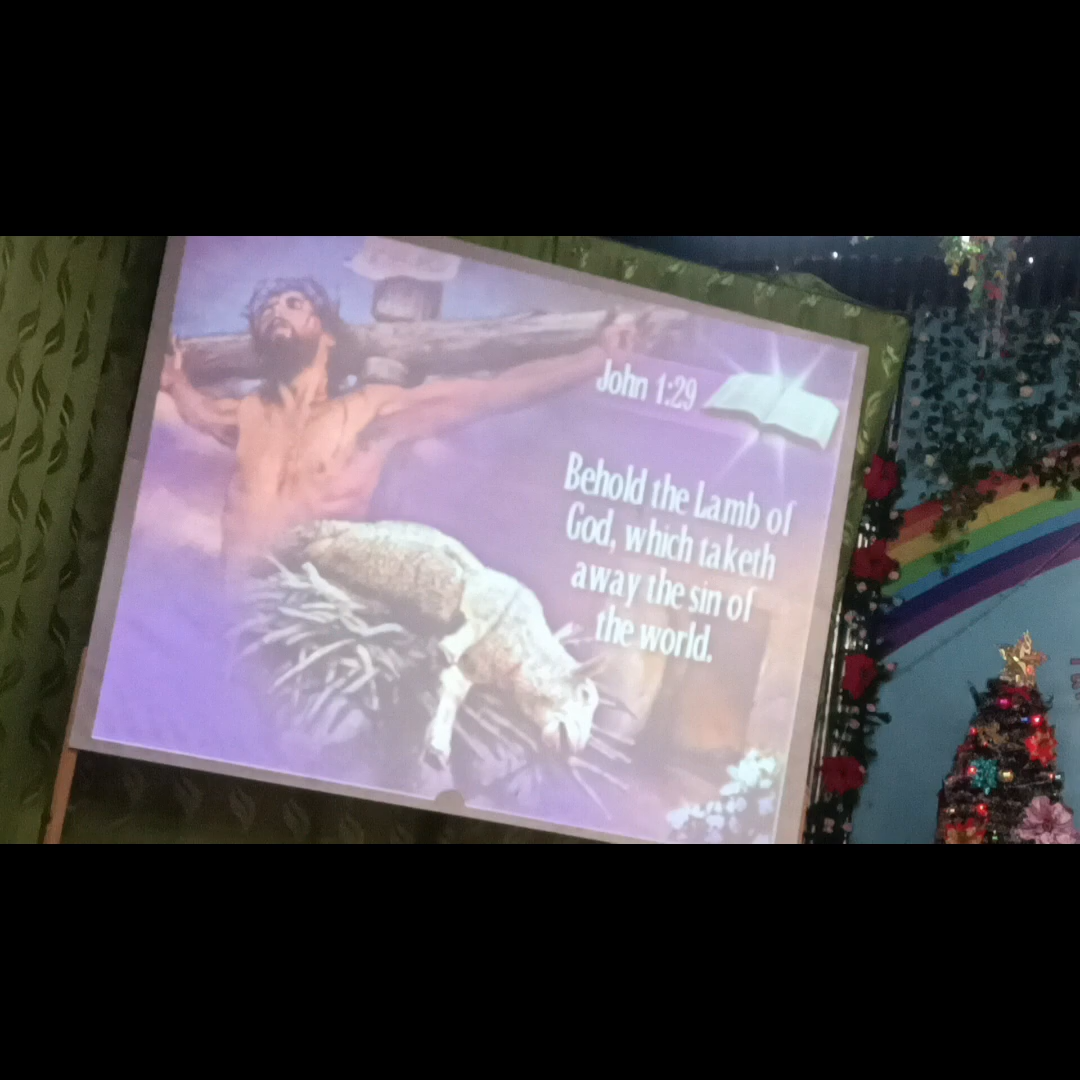 John 1:29
Behold the Lamb of
God, which taketh
away the sin of
the world.